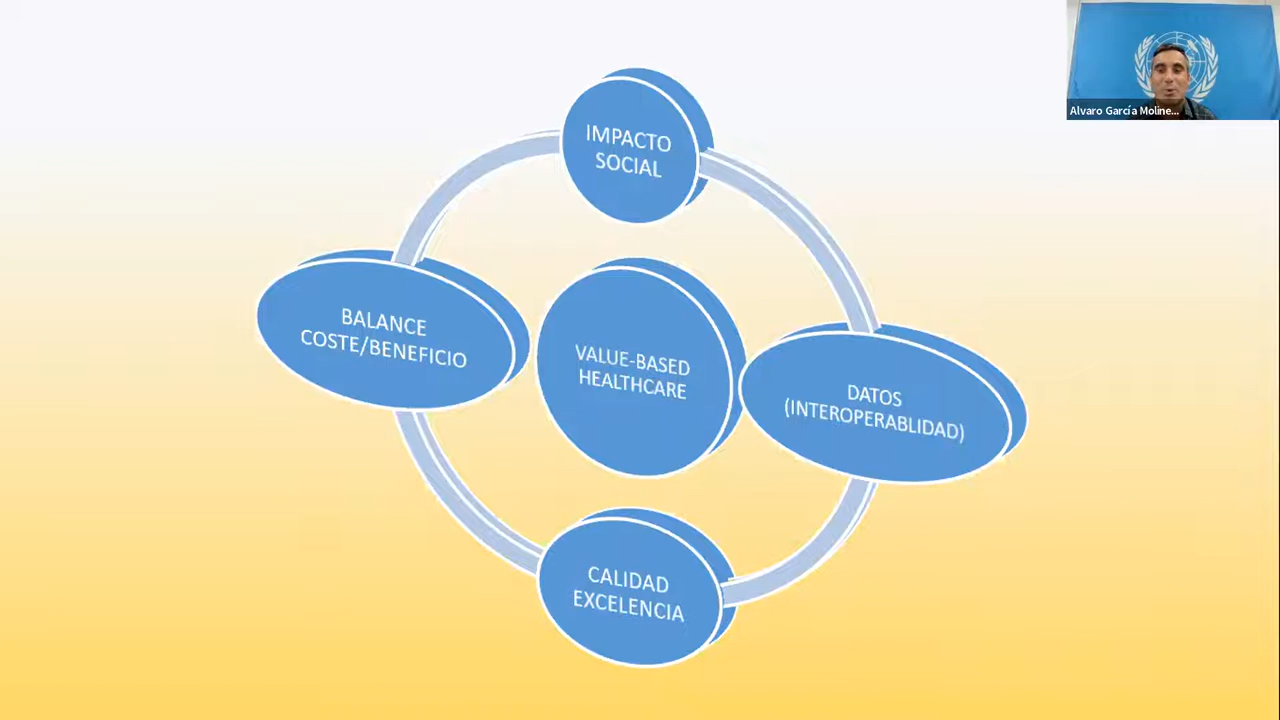 Alvaro García Moline...
IMPACTO
SOCIAL
BALANCE
COSTE/BENEFICIO
VALUE-BASED
HEALTHCARE
DATOS
(INTEROPERABLIDAD)
CALIDAD
EXCELENCIA